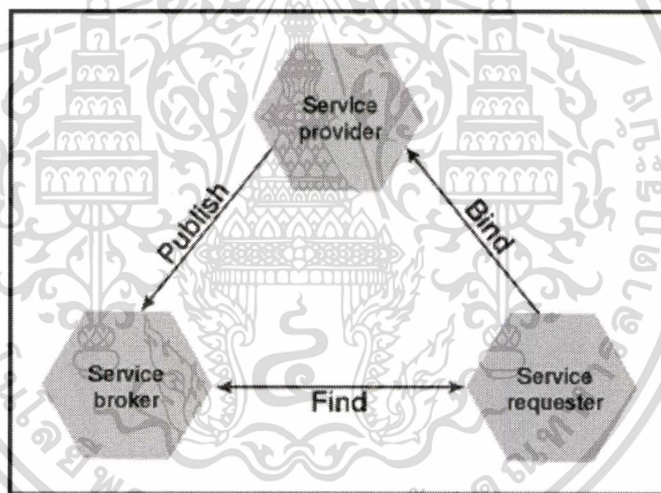 Service
provider
Publish
Bind
Service
broker
Find
Service
requester